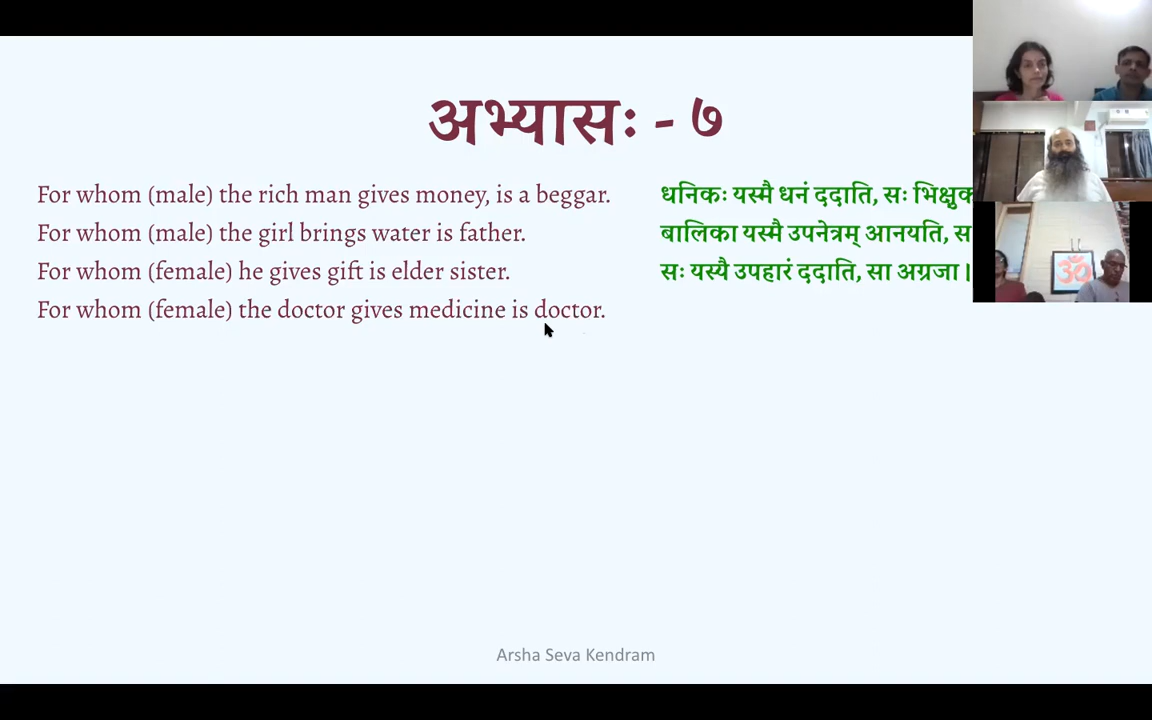 अभ्यासः - ७
For whom (male) the rich man gives money, is a beggar.
For whom (male) the girl brings water is father.
For whom (female) he gives gift is elder sister.
For whom (female) the doctor gives medicine is doctor.
धनिकः यस्मै धनं ददाति, सः
बालिका यस्मै उपनेत्रम् आनयति,
सः यस्यै उपहारं ददाति, सा अग्रजा।
ॐ
Arsha Seva Kendram